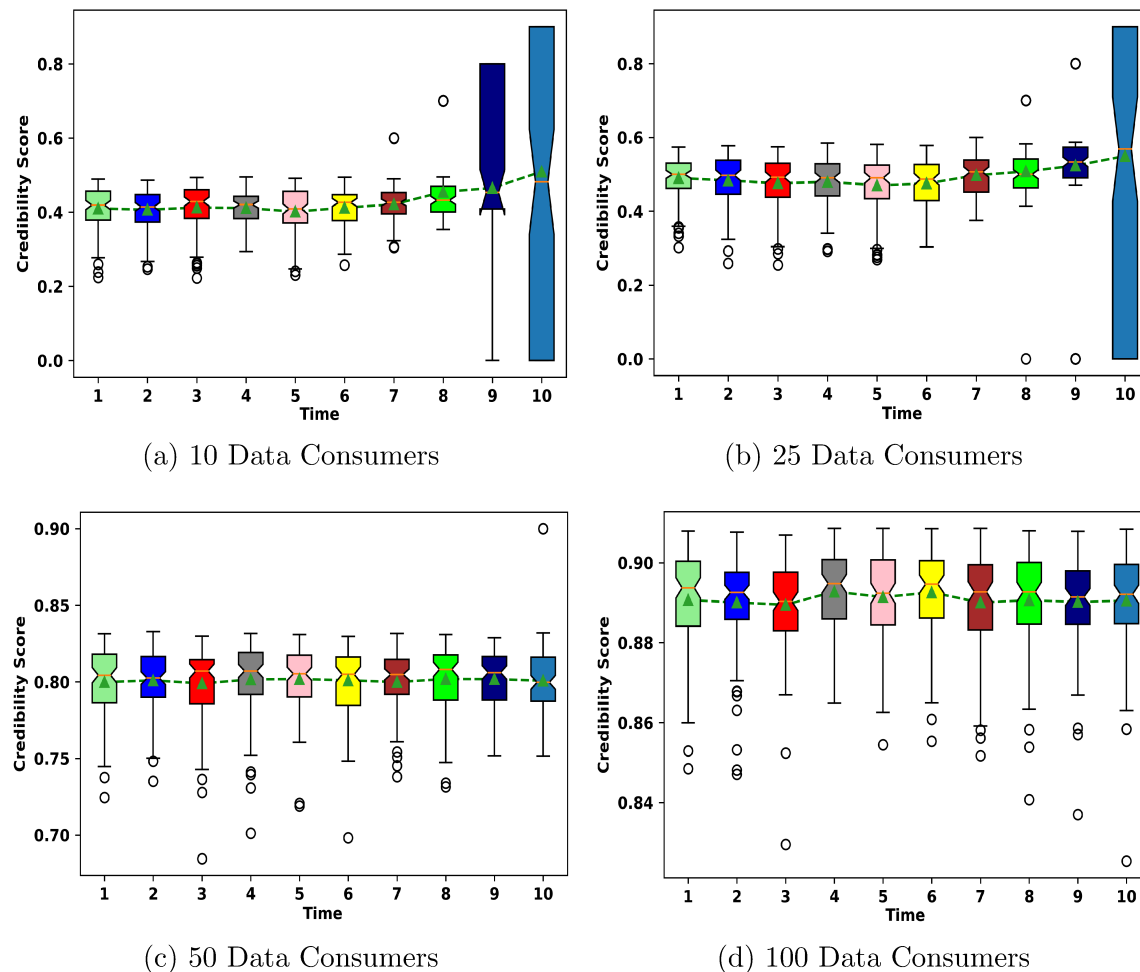 Credibility Score
0.8
0.6
0.4
0.2
0.0
1 2 3 4 5 6 7 8 9 10
Time
(a) 10 Data Consumers
Credibility Score
0.8
0.6
0.4
0.2
0.0
1 2 3 4 5 6 7 8 9 10
Time
(b) 25 Data Consumers
Credibility Score
0.90
0.85
0.80
0.75
0.70
1 2 3 4 5 6 7 8 9 10
Time
(c) 50 Data Consumers
Credibility Score
0.90
0.88
0.86
0.84
1 2 3 4 5 6 7 8 9 10
Time
(d) 100 Data Consumers